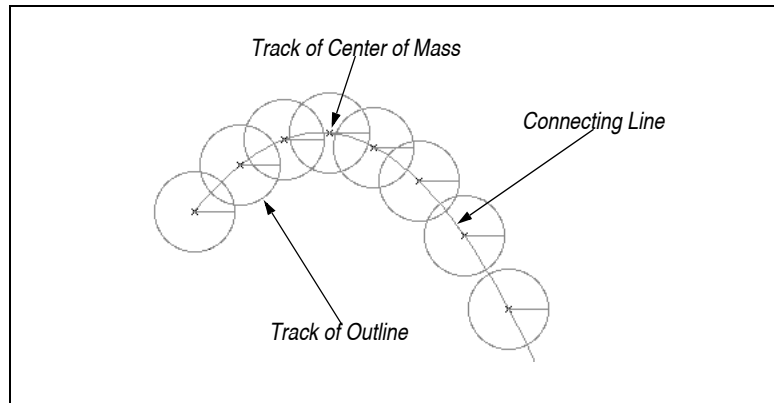 Track of Center of Mass
Connecting Line
Track of Outline